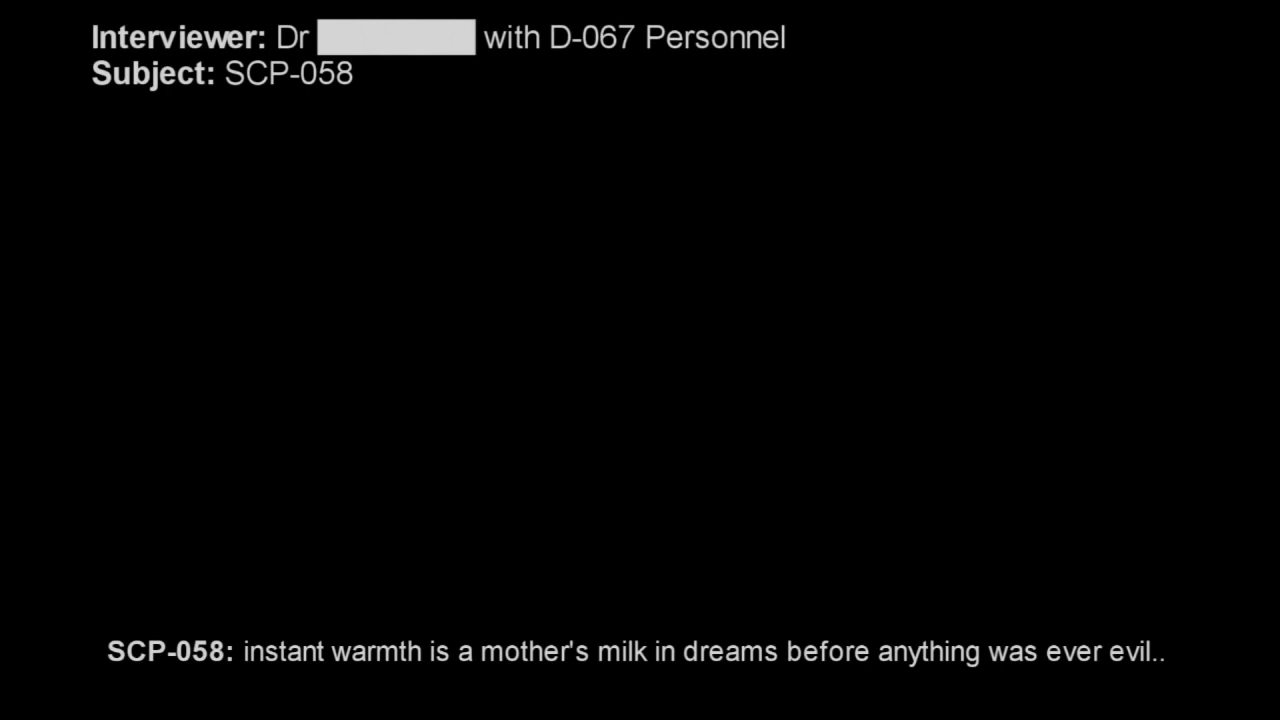 Interviewer: Dr with D-067 Personnel
Subject: SCP-058
SCP-058: instant warmth is a mother's milk in dreams before anything was ever evil..